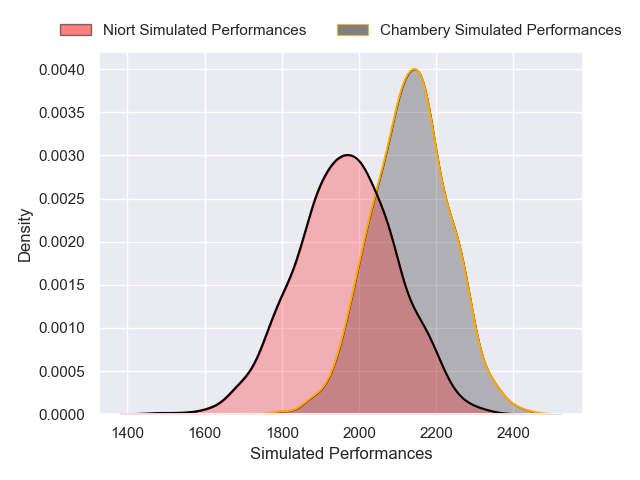 Niort Simulated Performances
Chambery Simulated Performances
0.0040
0.0035
0.0030
0.0025
0.0020
0.0015
0.0010
0.0005
0.0000
Density
1400 1600 1800 2000 2200 2400
Simulated Performances